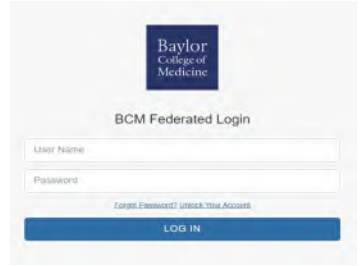 Baylor
College of
Medicine
BCM Federated Login
User Name
Password
Forgot Password? Unlock Your Account
LOG IN